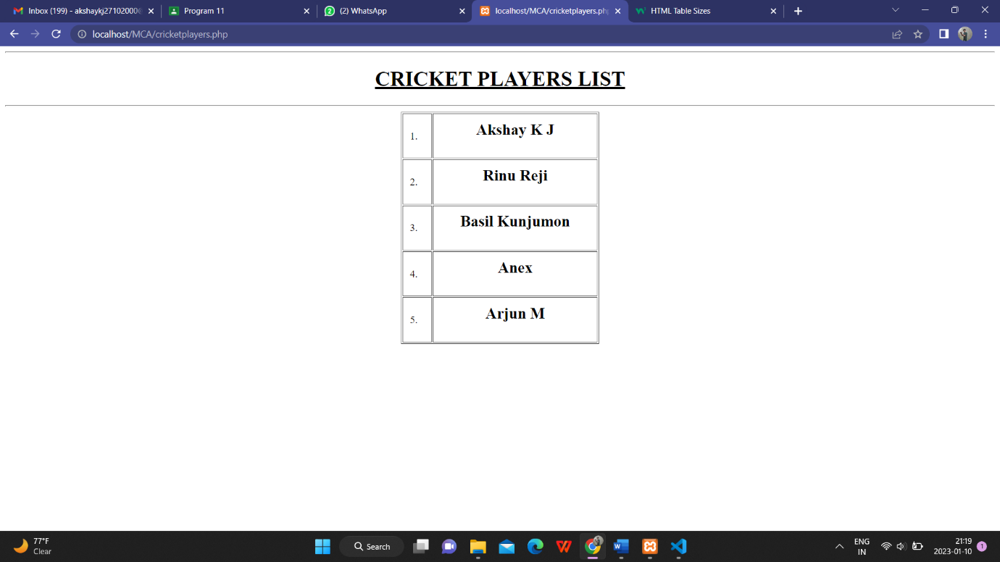 Inbox (199) - akshaykj27102000@
Program 11
(2) WhatsApp
localhost/MCA/cricketplayers.ph
HTML Table Sizes
localhost/MCA/cricketplayers.php
CRICKET PLAYERS LIST
1. Akshay K J
2. Rinu Reji
3. Basil Kunjumon
4. Anex
5. Arjun M
77°F
Clear
Search
ENG
IN
21:19
2023-01-10
1